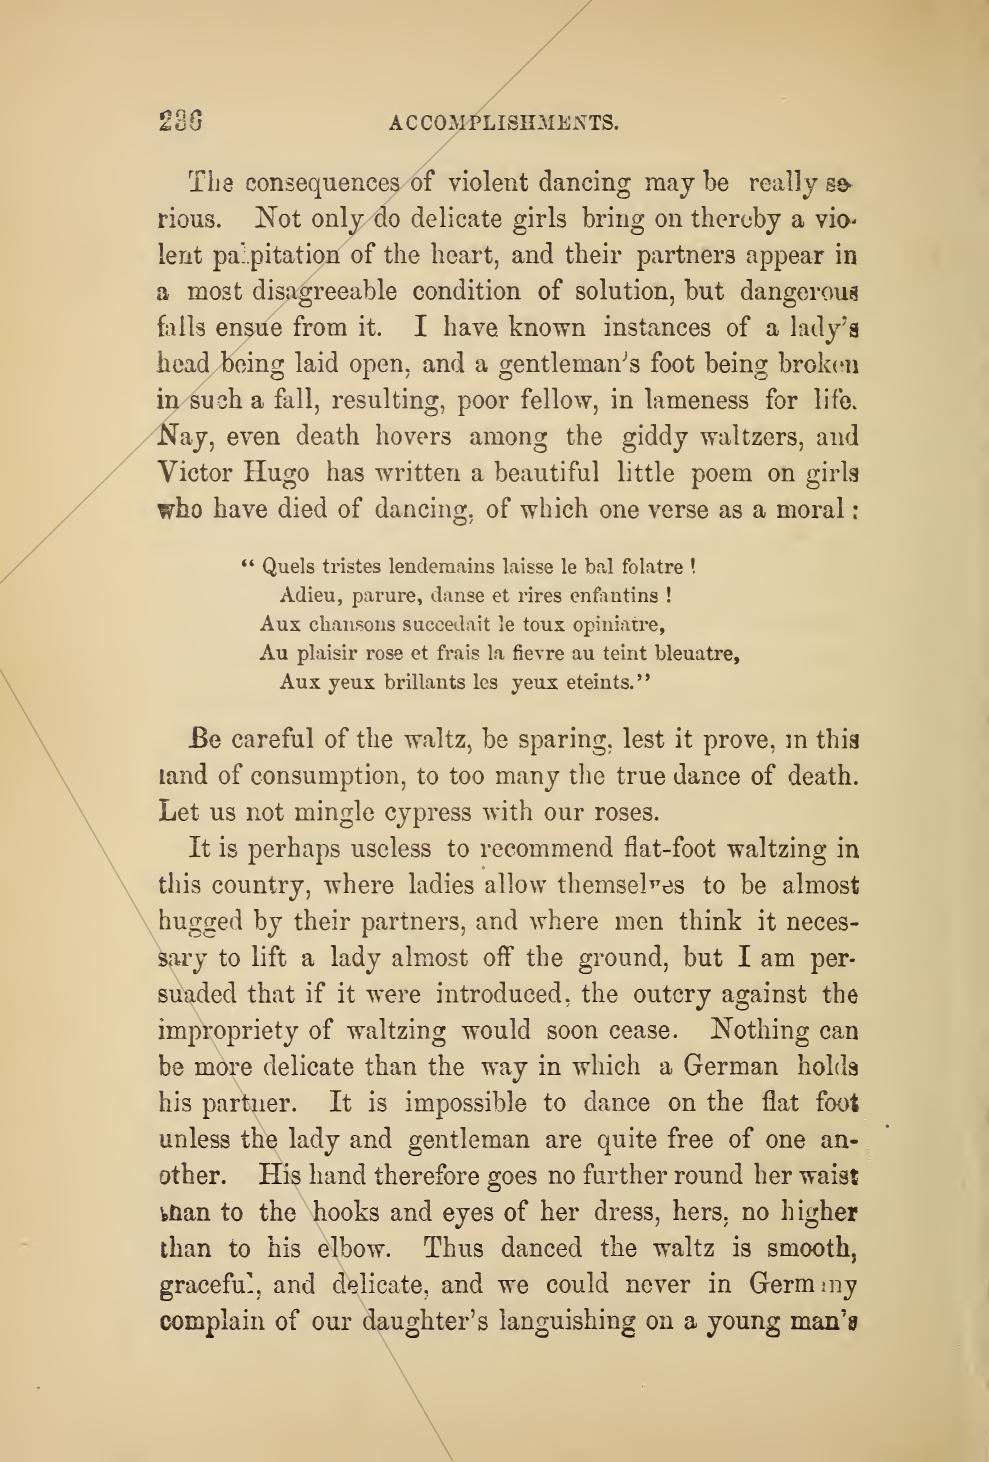 236 ACCOMPLISHMENTS.
The consequences of violent dancing may be really se-
rious. Not only do delicate girls bring on thereby a vio-
lent palpitation of the heart, and their partners appear in
a most disagreeable condition of solution, but dangerous
falls ensue from it. I have known instances of a lady's
head being laid open, and a gentleman's foot being broken
in such a fall, resulting, poor fellow, in lameness for life.
Nay, even death hovers among the giddy waltzers, and
Victor Hugo has written a beautiful little poem on girls
who have died of dancing, of which one verse as a moral :
“ Quels tristes lendemains laisse le bal folatre !
Adieu, parure, danse et rires enfantins !
Aux chansons succedait le toux opiniatre,
Au plaisir rose et frais la fievre au teint bleuatre,
Aux yeux brillants les yeux eteints.”
Be careful of the waltz, be sparing, lest it prove, in this
land of consumption, to too many the true dance of death.
Let us not mingle cypress with our roses.
It is perhaps useless to recommend flat-foot waltzing in
this country, where ladies allow themselves to be almost
hugged by their partners, and where men think it neces-
sary to lift a lady almost off the ground, but I am per-
suaded that if it were introduced, the outcry against the
impropriety of waltzing would soon cease. Nothing can
be more delicate than the way in which a German holds
his partner. It is impossible to dance on the flat foot
unless the lady and gentleman are quite free of one an-
other. His hand therefore goes no further round her waist
than to the hooks and eyes of her dress, hers, no higher
than to his elbow. Thus danced the waltz is smooth,
graceful, and delicate, and we could never in Germany
complain of our daughter's languishing on a young man's